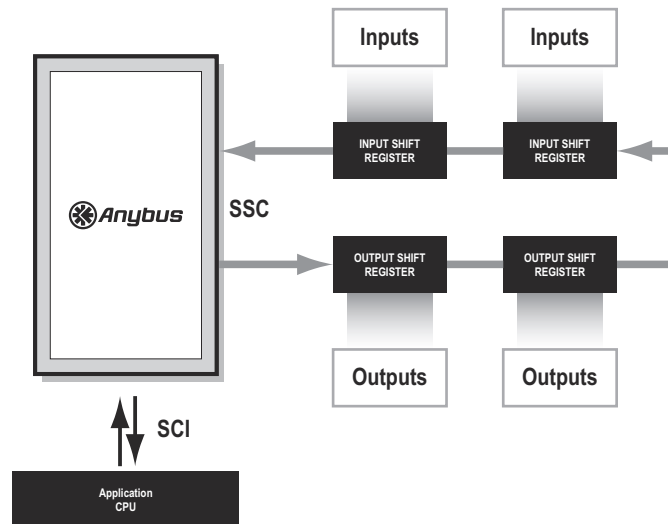 Inputs
Inputs
INPUT SHIFT
REGISTER
INPUT SHIFT
REGISTER
Anybus
SSC
OUTPUT SHIFT
REGISTER
OUTPUT SHIFT
REGISTER
Outputs
Outputs
SCI
Application
CPU